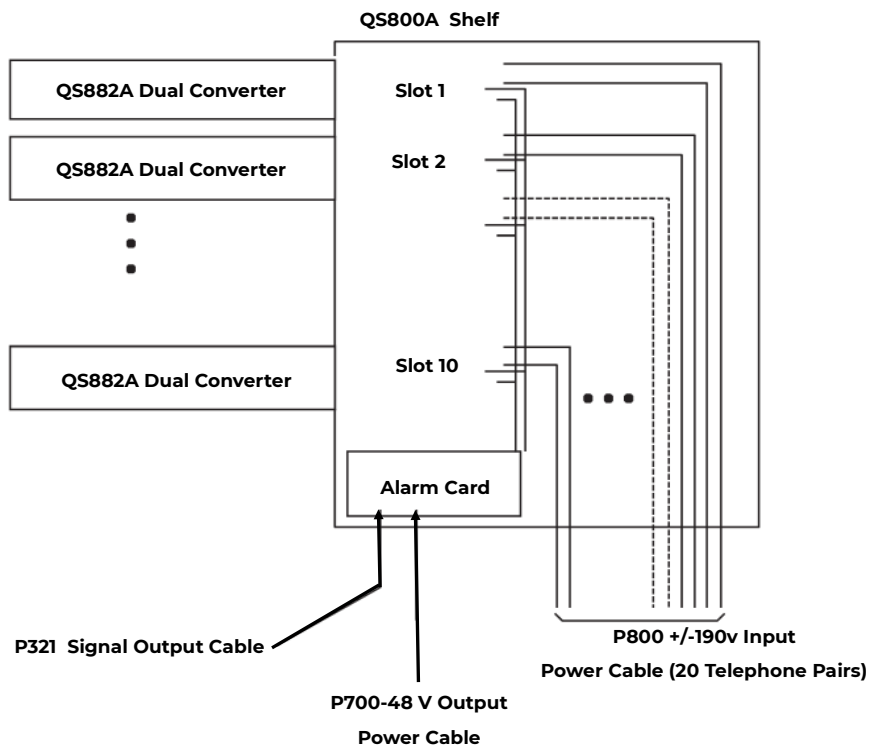 QS800A Shelf
QS882A Dual Converter
Slot 1
QS882A Dual Converter
Slot 2
QS882A Dual Converter
Slot 10
Alarm Card
P321 Signal Output Cable
P800 +/-190v Input
Power Cable (20 Telephone Pairs)
P700-48 V Output
Power Cable